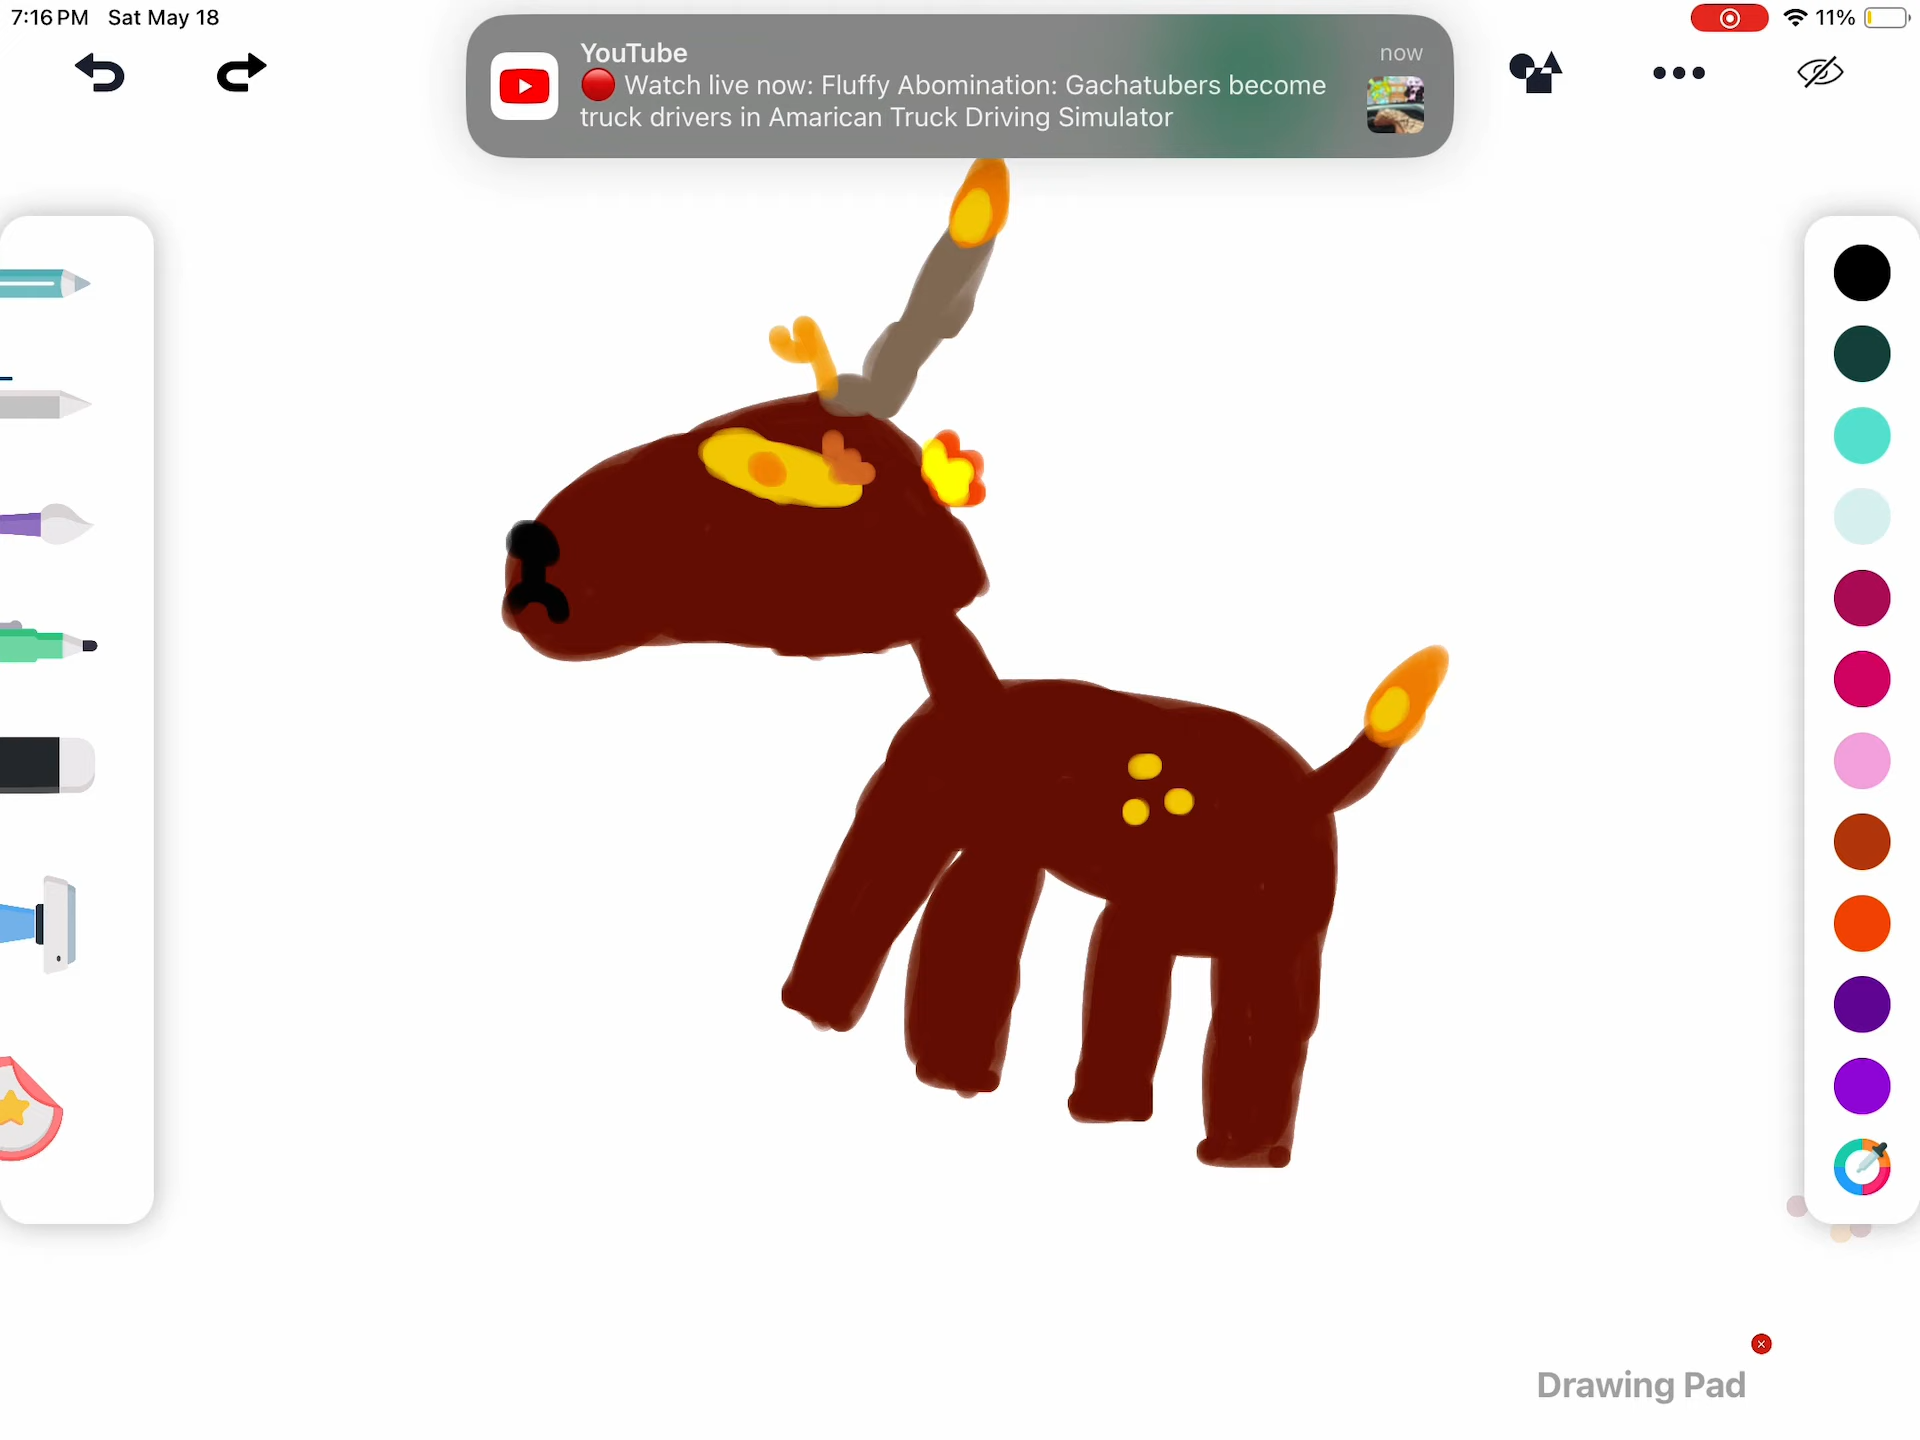 7:16 PM Sat May 18
11%
YouTube
now
🔴 Watch live now: Fluffy Abomination: Gachatubers become
truck drivers in Amarican Truck Driving Simulator
Drawing Pad